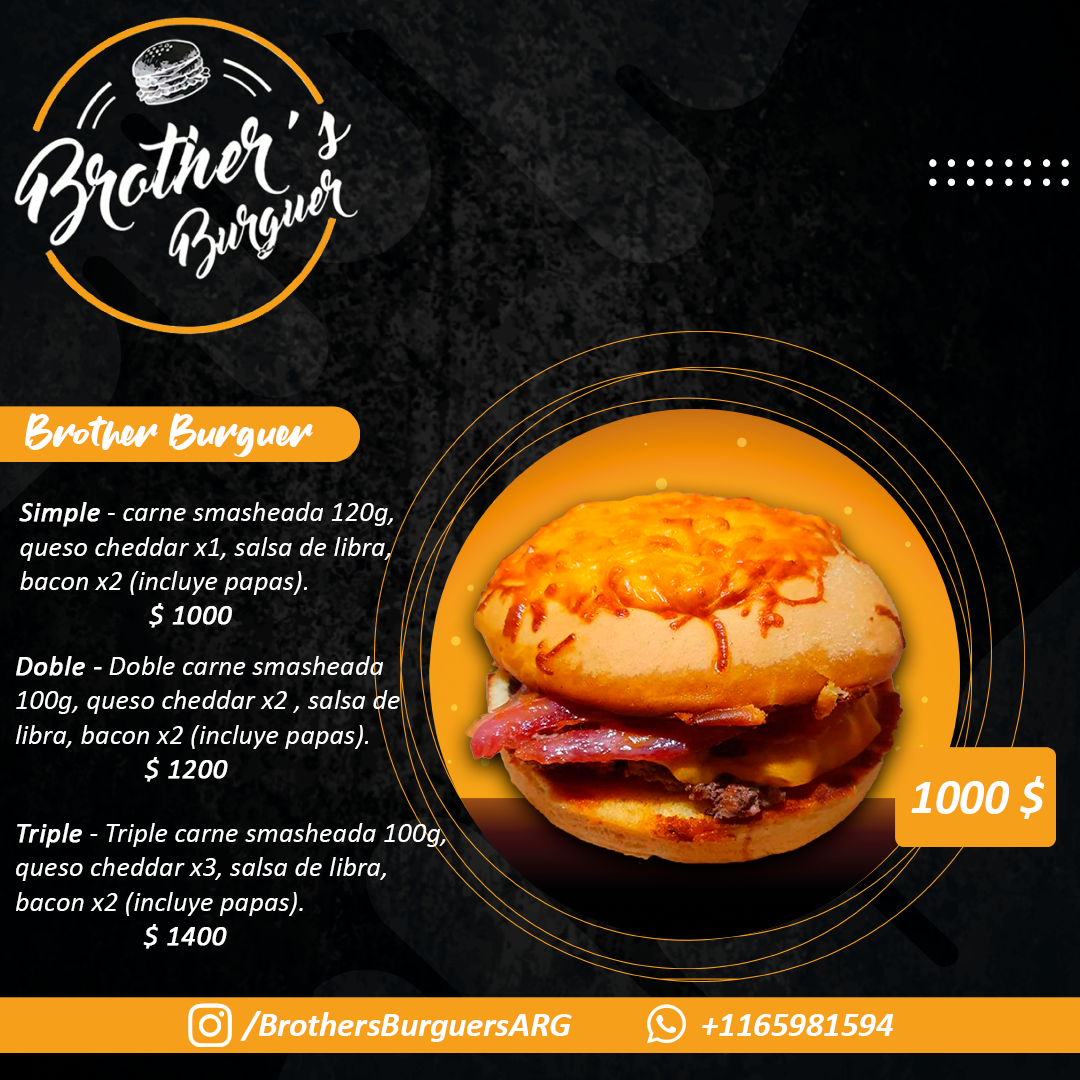 Brother's
Burguer
Brother Burguer
Simple - carne smasheada 120g,
queso cheddar x1, salsa de libra,
bacon x2 (incluye papas).
$ 1000
Doble - Doble carne smasheada
100g, queso cheddar x2 , salsa de
libra, bacon x2 (incluye papas).
$ 1200
Triple - Triple carne smasheada 100g,
queso cheddar x3, salsa de libra,
bacon x2 (incluye papas).
$ 1400
1000 $
/BrothersBurguersARG
+1165981594